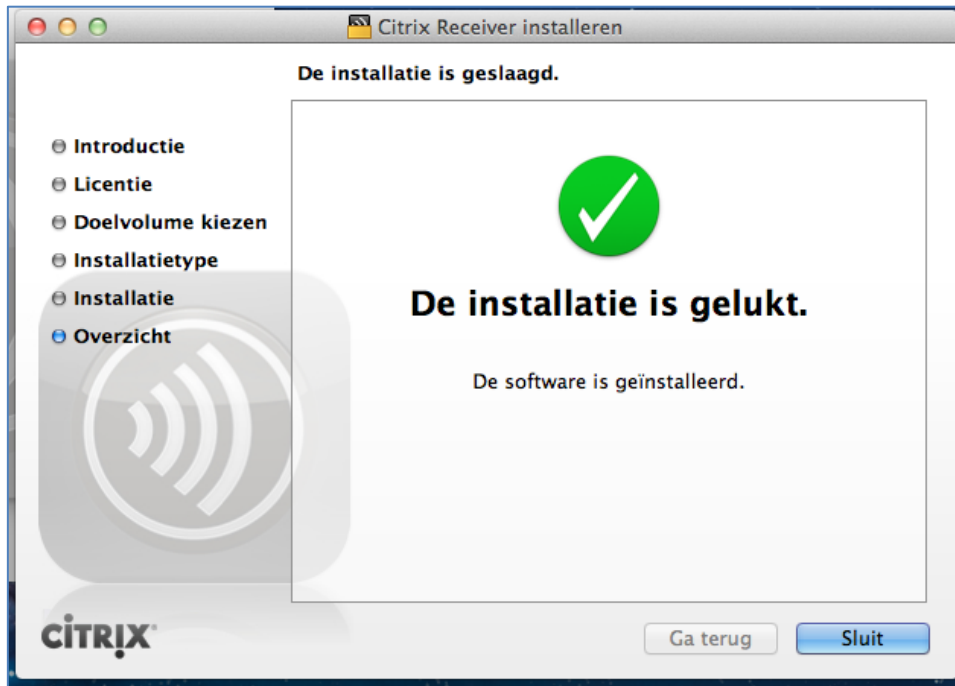 Citrix Receiver installeren
De installatie is geslaagd.
Introductie
Licentie
Doelvolume kiezen
Installatietype
Installatie
Overzicht
De installatie is gelukt.
De software is geïnstalleerd.
CITRIX
Ga terug
Sluit